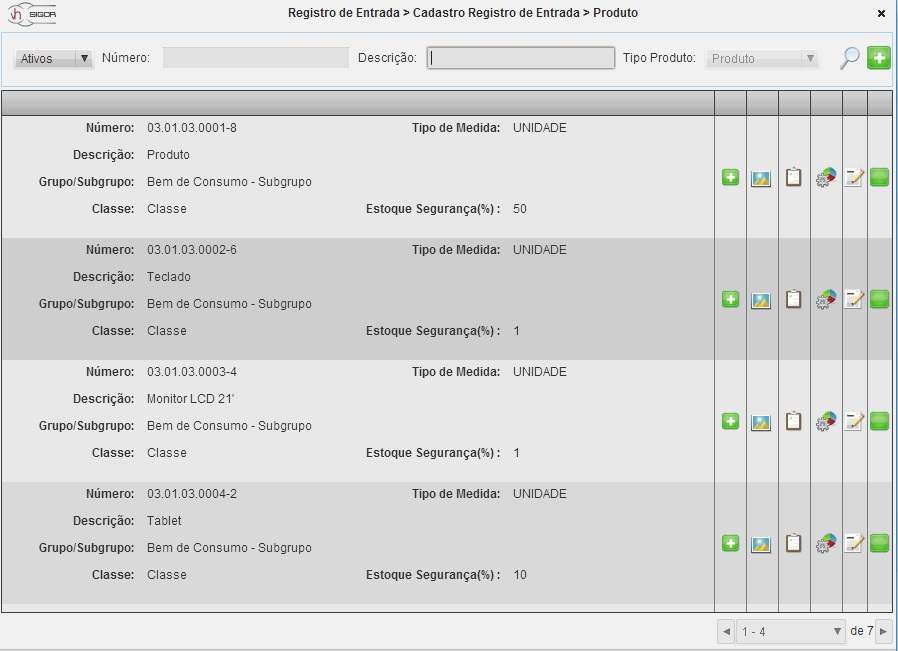 SIGOR
Registro de Entrada > Cadastro Registro de Entrada > Produto
Ativos Número: Descrição: Tipo Produto: Produto
Número: 03.01.03.0001-8 Tipo de Medida: UNIDADE
Descrição: Produto
Grupo/Subgrupo: Bem de Consumo - Subgrupo
Classe: Classe Estoque Segurança(%) : 50
Número: 03.01.03.0002-6 Tipo de Medida: UNIDADE
Descrição: Teclado
Grupo/Subgrupo: Bem de Consumo - Subgrupo
Classe: Classe Estoque Segurança(%) : 1
Número: 03.01.03.0003-4 Tipo de Medida: UNIDADE
Descrição: Monitor LCD 21'
Grupo/Subgrupo: Bem de Consumo - Subgrupo
Classe: Classe Estoque Segurança(%) : 1
Número: 03.01.03.0004-2 Tipo de Medida: UNIDADE
Descrição: Tablet
Grupo/Subgrupo: Bem de Consumo - Subgrupo
Classe: Classe Estoque Segurança(%) : 10
1 - 4 de 7